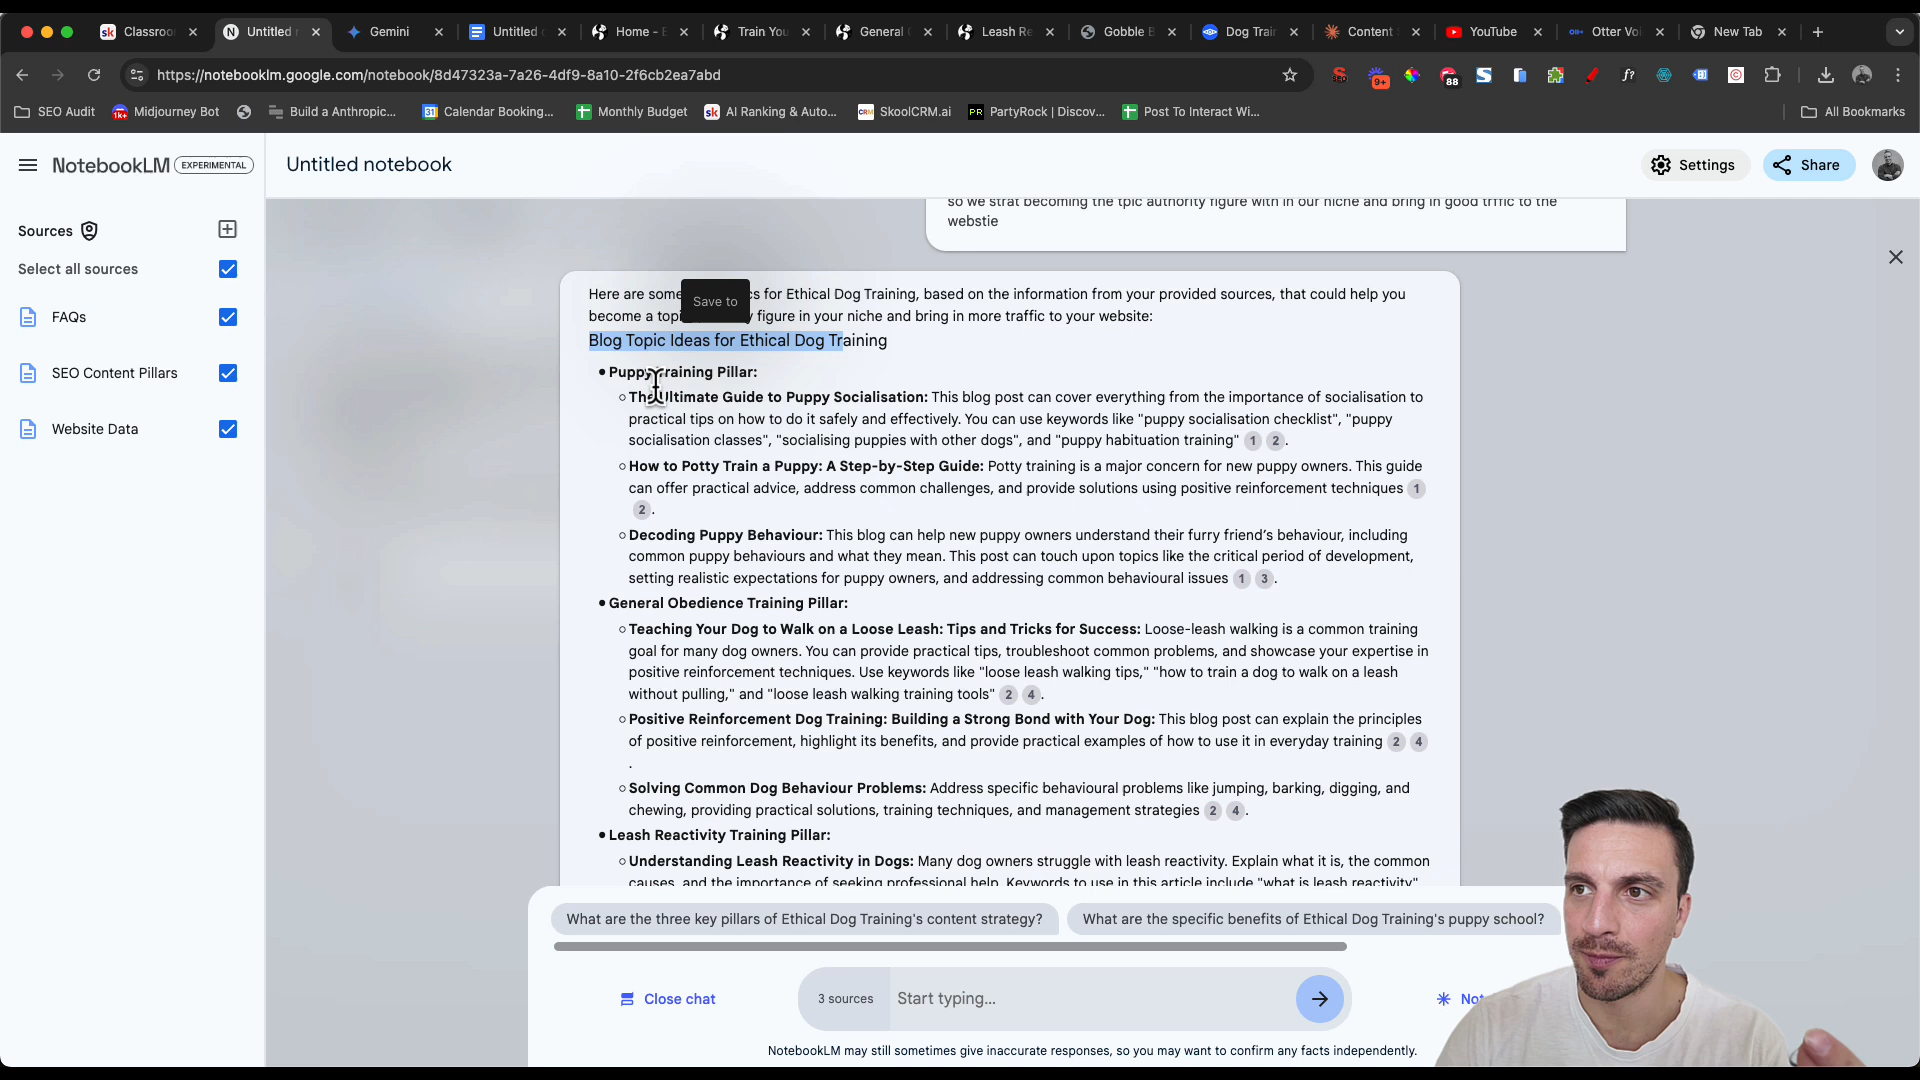 Classroo
Untitled
Gemini
Untitled
Home - E
Train You
General
Leash Re
Gobble B
Dog Trai
Content
YouTube
Otter Voi
New Tab
https://notebooklm.google.com/notebook/8d47323a-7a26-4df9-8a10-2f6cb2ea7abd
9+
88
f?
SEO Audit
Midjourney Bot
Build a Anthropic...
Calendar Booking...
Monthly Budget
AI Ranking & Auto...
SkoolCRM.ai
PartyRock | Discov...
Post To Interact Wi...
All Bookmarks
NotebookLM EXPERIMENTAL
Untitled notebook
Settings
Share
Sources
Select all sources
FAQs
SEO Content Pillars
Website Data
so we strat becoming the tpic authority figure with in our niche and bring in good trffic to the
webstie
Here are some cs for Ethical Dog Training, based on the information from your provided sources, that could help you
Save to
become a topi y figure in your niche and bring in more traffic to your website:
Blog Topic Ideas for Ethical Dog Training
• Puppy Training Pillar:
○ The Ultimate Guide to Puppy Socialisation: This blog post can cover everything from the importance of socialisation to
practical tips on how to do it safely and effectively. You can use keywords like "puppy socialisation checklist", "puppy
socialisation classes", "socialising puppies with other dogs", and "puppy habituation training" 1 2.
○ How to Potty Train a Puppy: A Step-by-Step Guide: Potty training is a major concern for new puppy owners. This guide
can offer practical advice, address common challenges, and provide solutions using positive reinforcement techniques 1
2.
○ Decoding Puppy Behaviour: This blog can help new puppy owners understand their furry friend's behaviour, including
common puppy behaviours and what they mean. This post can touch upon topics like the critical period of development,
setting realistic expectations for puppy owners, and addressing common behavioural issues 1 3.
• General Obedience Training Pillar:
○ Teaching Your Dog to Walk on a Loose Leash: Tips and Tricks for Success: Loose-leash walking is a common training
goal for many dog owners. You can provide practical tips, troubleshoot common problems, and showcase your expertise in
positive reinforcement techniques. Use keywords like "loose leash walking tips," "how to train a dog to walk on a leash
without pulling," and "loose leash walking training tools" 2 4.
○ Positive Reinforcement Dog Training: Building a Strong Bond with Your Dog: This blog post can explain the principles
of positive reinforcement, highlight its benefits, and provide practical examples of how to use it in everyday training 2 4
.
○ Solving Common Dog Behaviour Problems: Address specific behavioural problems like jumping, barking, digging, and
chewing, providing practical solutions, training techniques, and management strategies 2 4.
• Leash Reactivity Training Pillar:
○ Understanding Leash Reactivity in Dogs: Many dog owners struggle with leash reactivity. Explain what it is, the common
causes, and the importance of seeking professional help. Keywords to use in this article include "what is leash reactivity"
What are the three key pillars of Ethical Dog Training's content strategy?
What are the specific benefits of Ethical Dog Training's puppy school?
Close chat
3 sources
Start typing...
Not
NotebookLM may still sometimes give inaccurate responses, so you may want to confirm any facts independently.